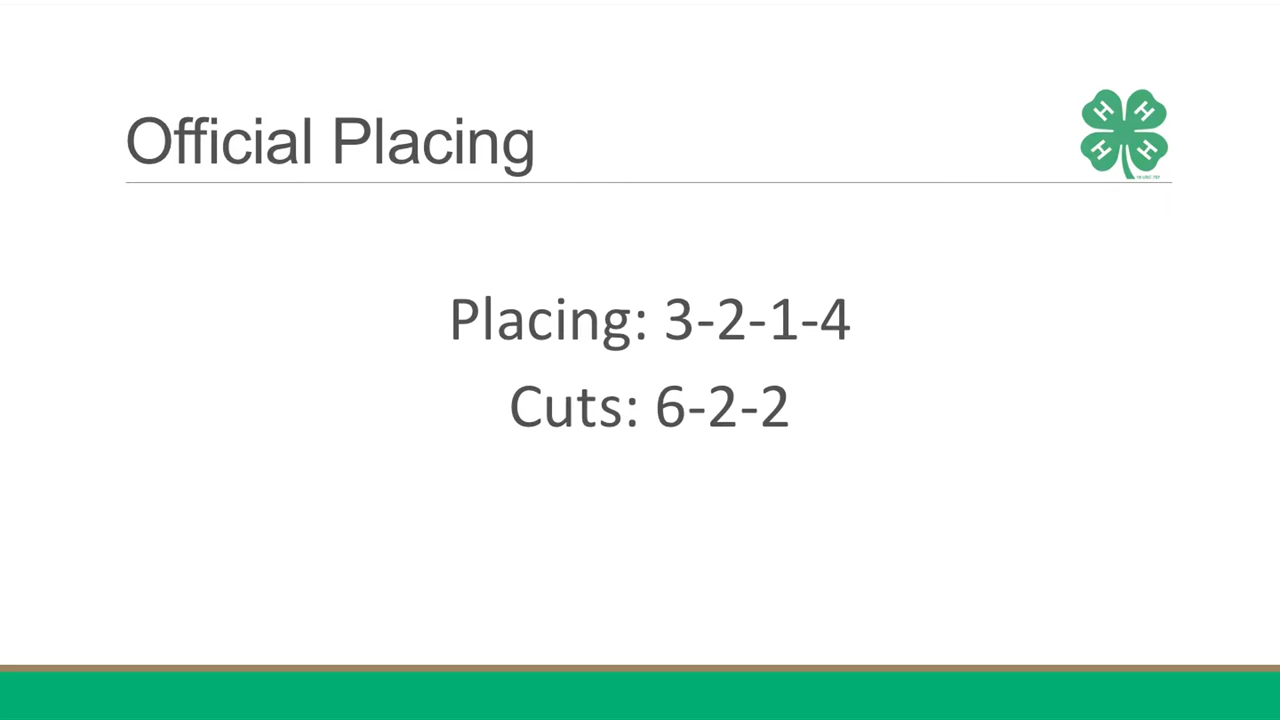 Official Placing
H H
H H
Placing: 3-2-1-4
Cuts: 6-2-2